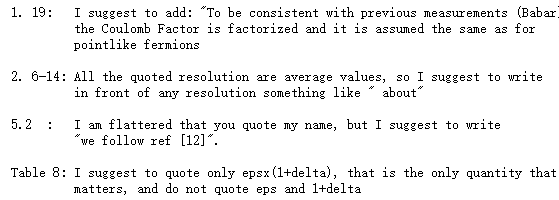 1. 19: I suggest to add: "To be consistent with previous measurements (Babar)
the Coulomb Factor is factorized and it is assumed the same as for
pointlike fermions
2. 6-14: All the quoted resolution are average values, so I suggest to write
in front of any resolution something like " about"
5.2 : I am flattered that you quote my name, but I suggest to write
"we follow ref [12]".
Table 8: I suggest to quote only epsx(1+delta), that is the only quantity that
matters, and do not quote eps and 1+delta